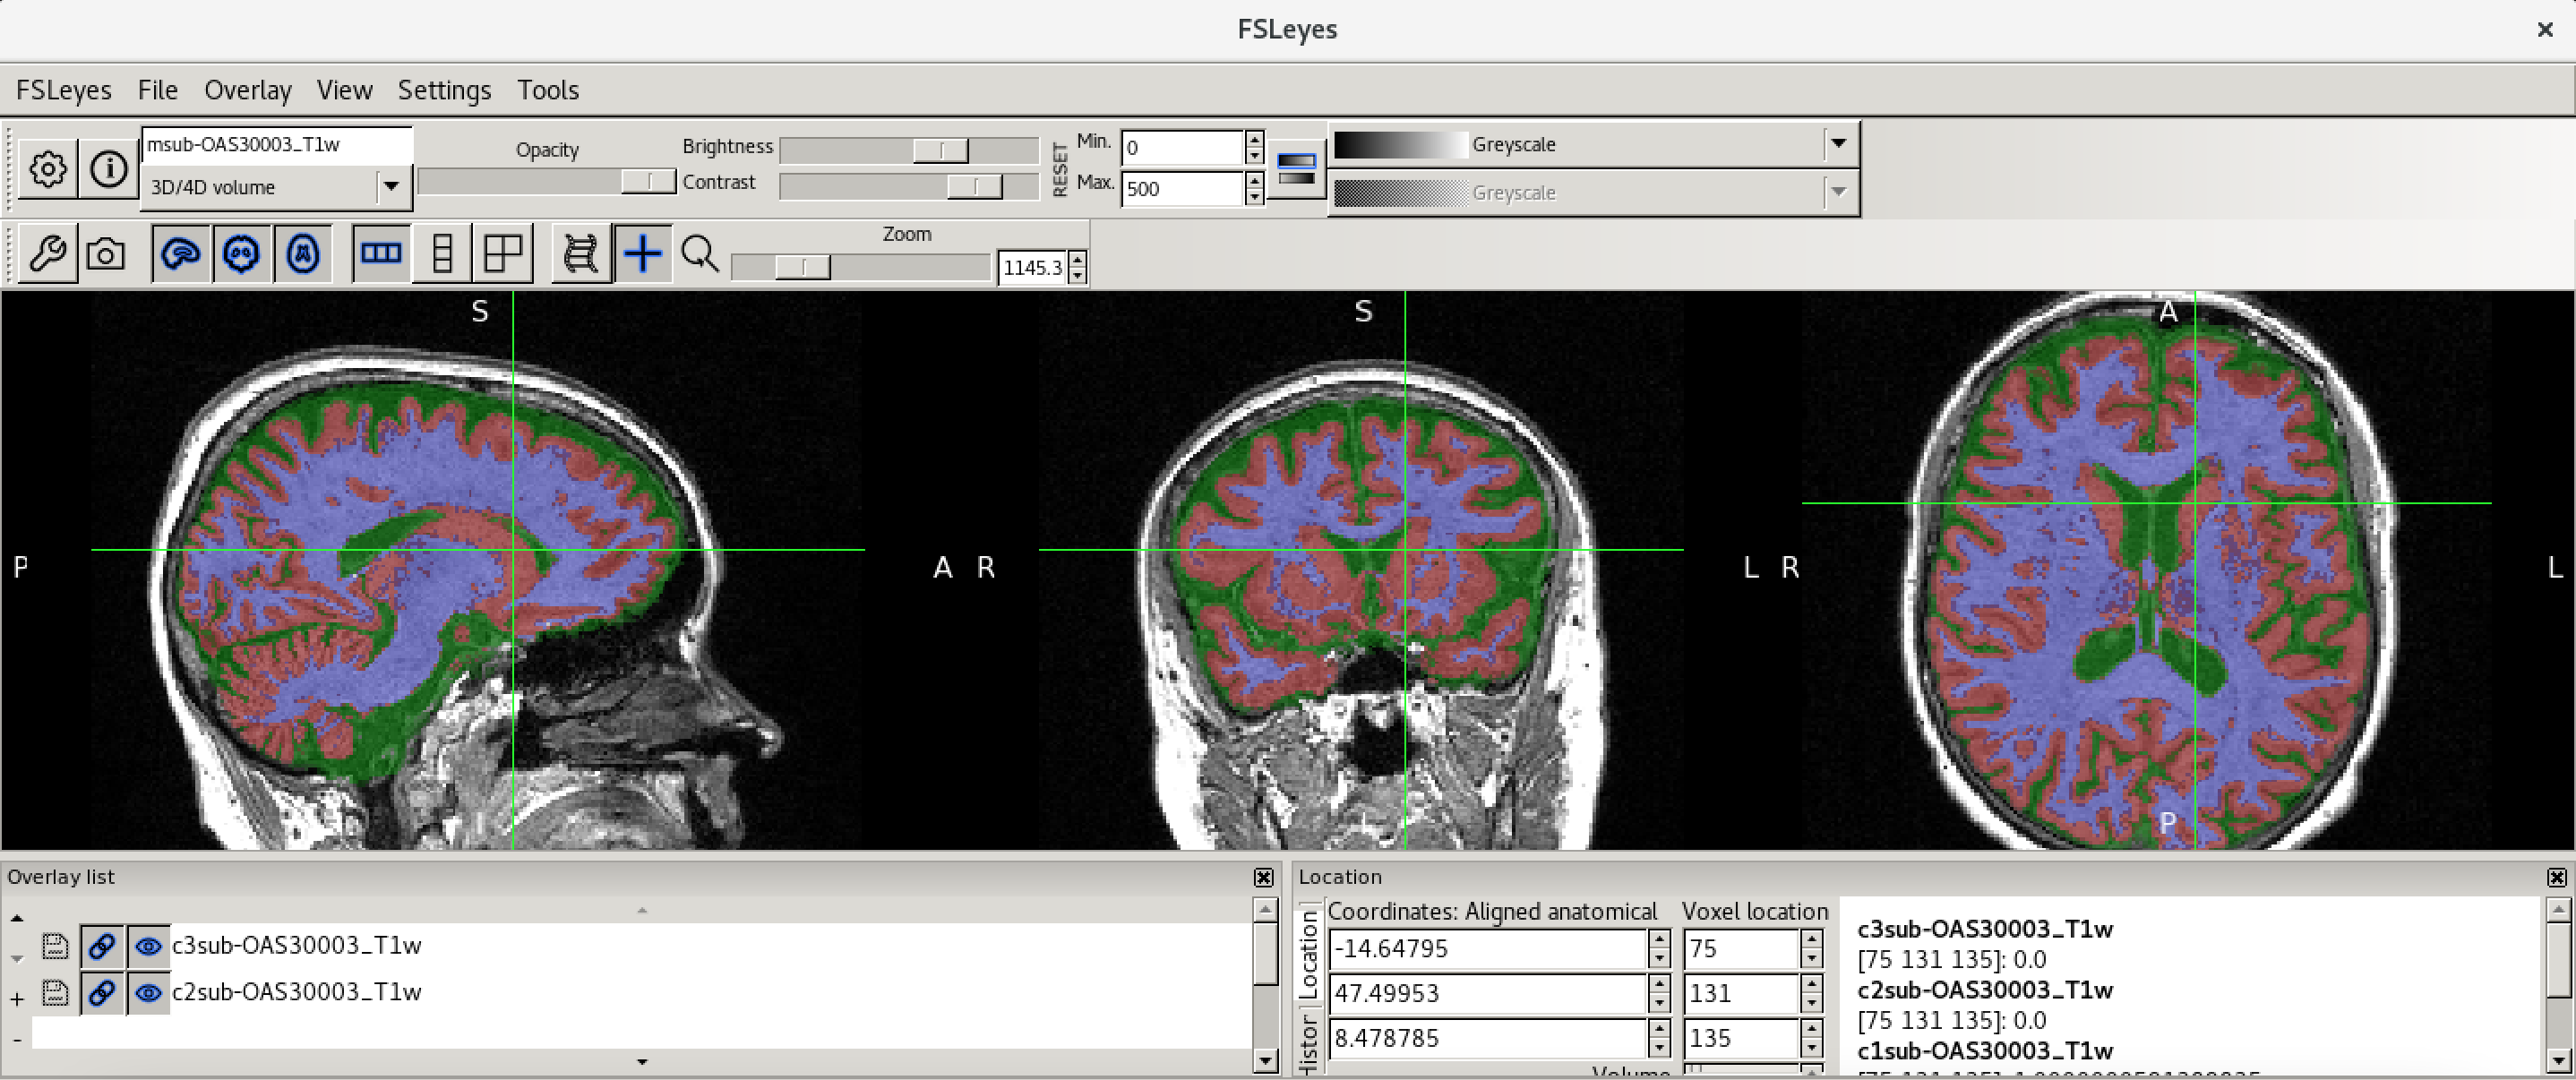 FSLeyes
FSLeyes File Overlay View Settings Tools
msub-OAS30003_T1w
3D/4D volume
Opacity
Brightness
Contrast
RESET
Min. 0
Max. 500
Greyscale
Greyscale
Zoom
1145.3
S S A
P A R L R L
P
Overlay list
c3sub-OAS30003_T1w
c2sub-OAS30003_T1w
Location
Location
Histor
Coordinates: Aligned anatomical Voxel location
-14.64795 75
47.49953 131
8.478785 135
Volume
c3sub-OAS30003_T1w
[75 131 135]: 0.0
c2sub-OAS30003_T1w
[75 131 135]: 0.0
c1sub-OAS30003_T1w